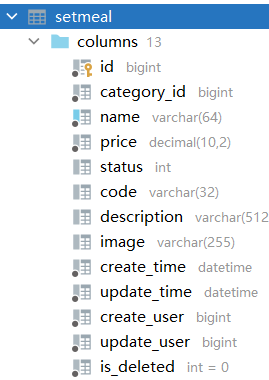 setmeal
columns 13
id bigint
category_id bigint
name varchar(64)
price decimal(10,2)
status int
code varchar(32)
description varchar(512
image varchar(255)
create_time datetime
update_time datetime
create_user bigint
update_user bigint
is_deleted int = 0